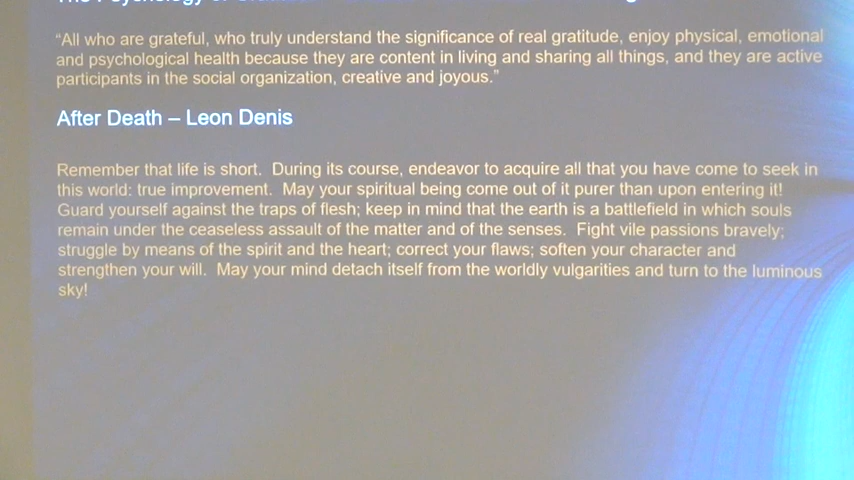 The Psychology of
“All who are grateful, who truly understand the significance of real gratitude, enjoy physical, emotional
and psychological health because they are content in living and sharing all things, and they are active
participants in the social organization, creative and joyous.”
After Death – Leon Denis
Remember that life is short. During its course, endeavor to acquire all that you have come to seek in
this world: true improvement. May your spiritual being come out of it purer than upon entering it!
Guard yourself against the traps of flesh; keep in mind that the earth is a battlefield in which souls
remain under the ceaseless assault of the matter and of the senses. Fight vile passions bravely;
struggle by means of the spirit and the heart; correct your flaws; soften your character and
strengthen your will. May your mind detach itself from the worldly vulgarities and turn to the luminous
sky!